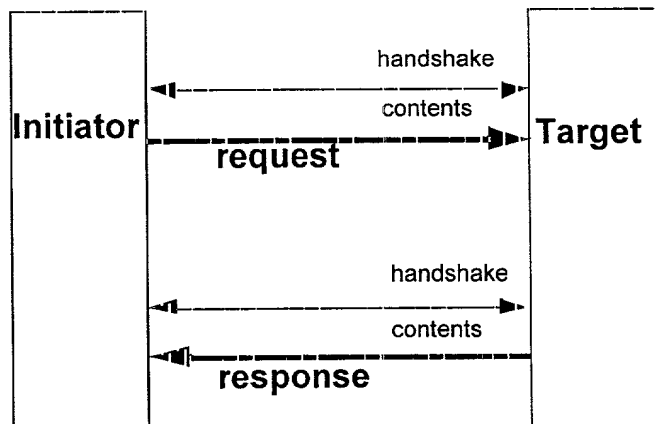 handshake
contents
Initiator
Target
request
handshake
contents
response